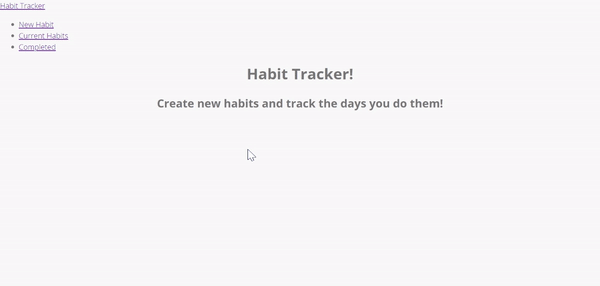 Habit Tracker
New Habit
Current Habits
Completed
Habit Tracker!
Create new habits and track the days you do them!